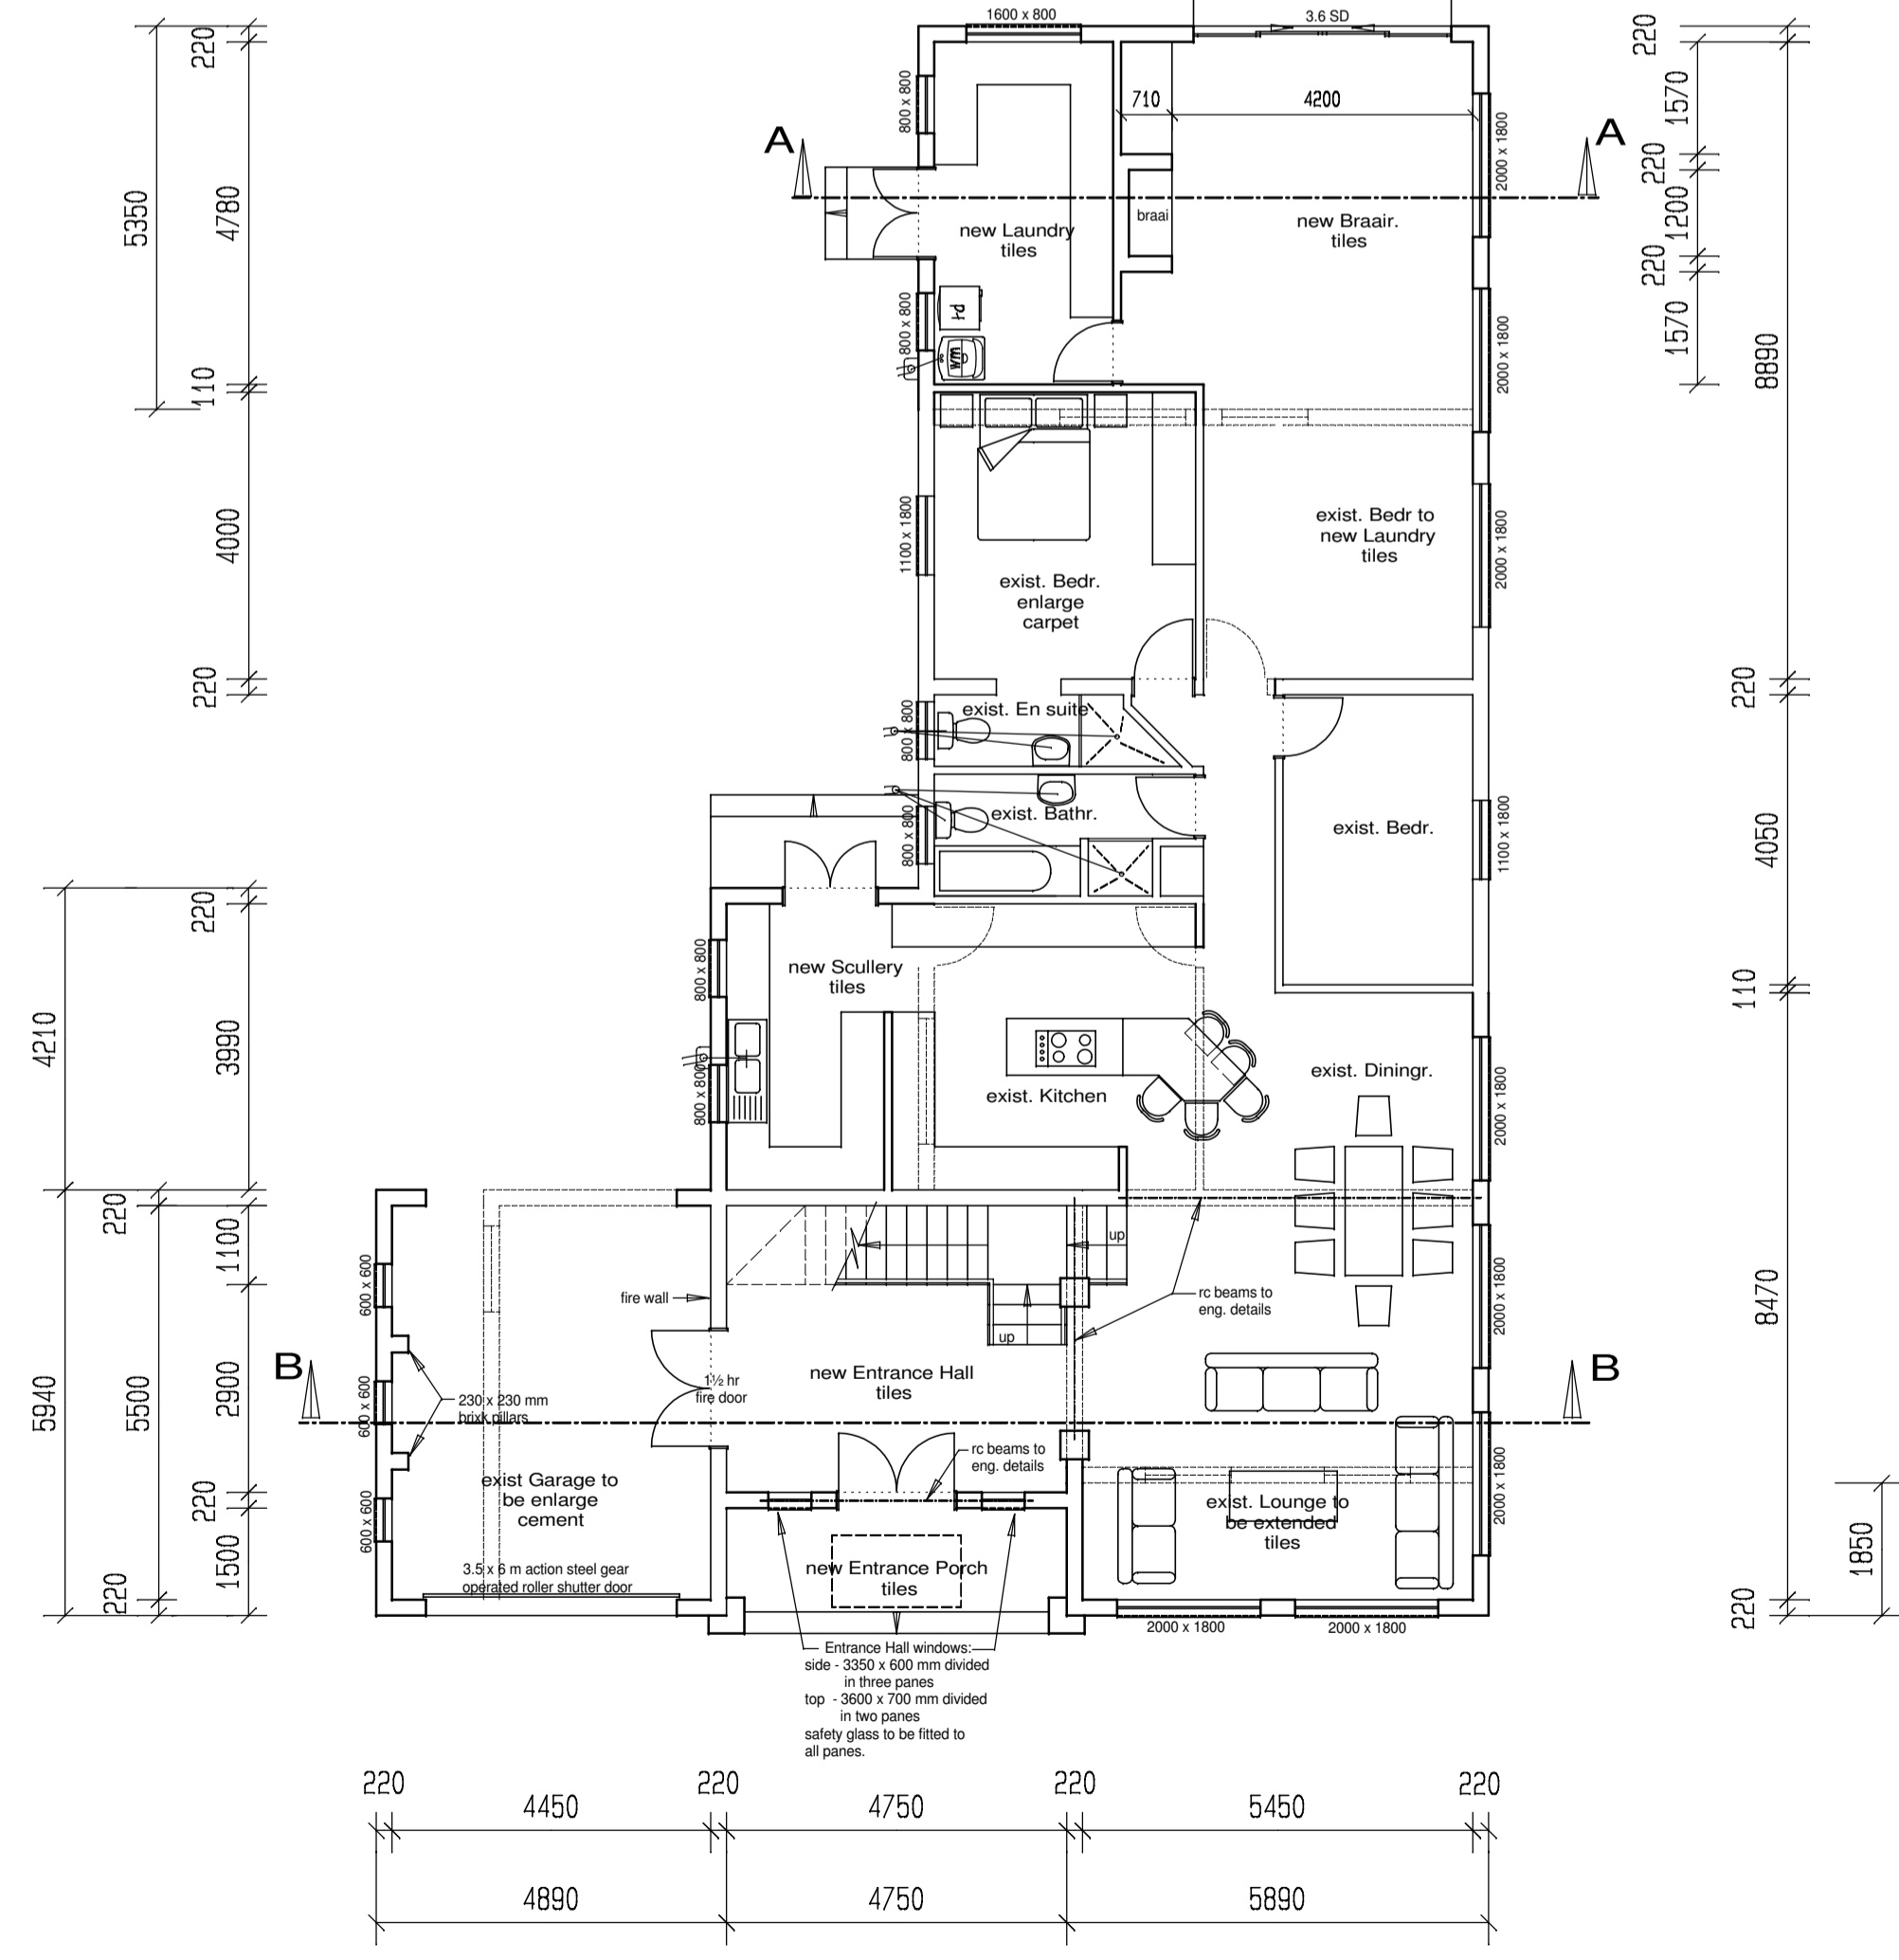 1600 x 800
3.6 SD
220
5350
4780
110
4000
220
220
4210
3990
5940
220
5500
1100
2900
220
1500
220
800 x 800
A
A
710
4200
new Laundry
tiles
braai
new Braair.
tiles
2000 x 1800
220
1570
220
1200
220
1570
8890
800 x 800
wm
2000 x 1800
1100 x 1800
exist. Bedr.
enlarge
carpet
exist. Bedr to
new Laundry
tiles
2000 x 1800
220
exist. En suite
800 x 800
exist. Bathr.
800 x 800
exist. Bedr.
1100 x 1800
4050
110
new Scullery
tiles
800 x 800
800 x 800
exist. Kitchen
exist. Diningr.
2000 x 1800
8470
up
up
rc beams to
eng. details
2000 x 1800
fire wall
600 x 600
B
B
new Entrance Hall
tiles
1½ hr
fire door
230 x 230 mm
brixk pillars
600 x 600
rc beams to
eng. details
exist Garage to
be enlarge
cement
600 x 600
exist. Lounge to
be extended
tiles
2000 x 1800
1850
220
3.5 x 6 m action steel gear
operated roller shutter door
new Entrance Porch
tiles
2000 x 1800
2000 x 1800
Entrance Hall windows:
side - 3350 x 600 mm divided
in three panes
top - 3600 x 700 mm divided
in two panes
safety glass to be fitted to
all panes.
220
220
220
220
4450
4750
5450
4890
4750
5890